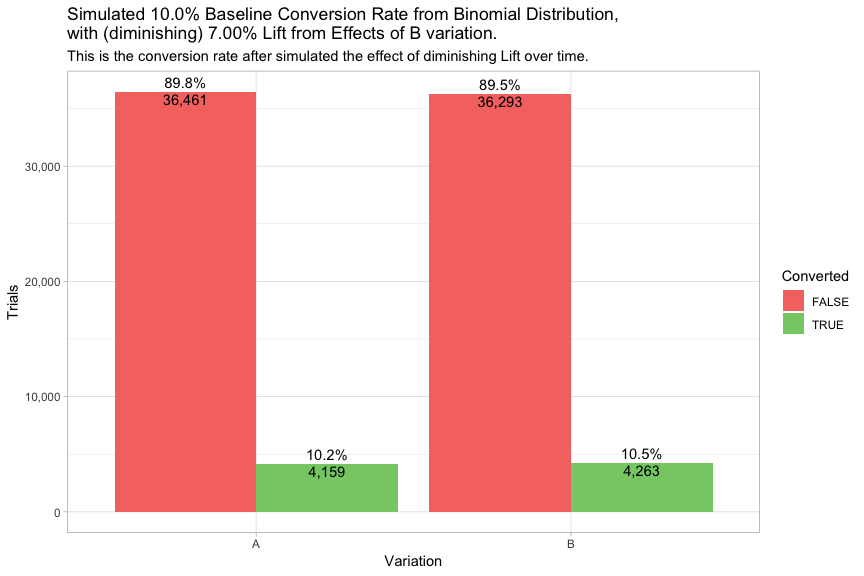 Simulated 10.0% Baseline Conversion Rate from Binomial Distribution,
with (diminishing) 7.00% Lift from Effects of B variation.
This is the conversion rate after simulated the effect of diminishing Lift over time.
89.8%
36,461
89.5%
36,293
30,000
20,000
10,000
0
Trials
10.2%
4,159
10.5%
4,263
A
B
Variation
Converted
FALSE
TRUE